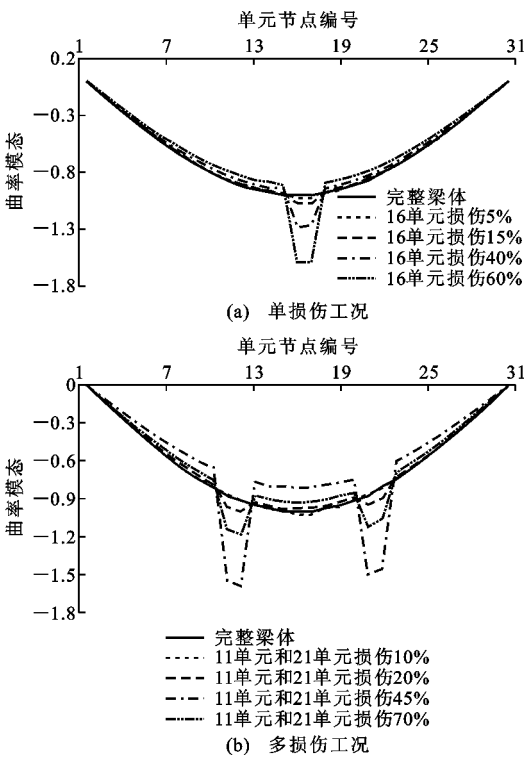 单元节点编号
1 7 13 19 25 31
0.2
−0.3
−0.8
−1.3
−1.8
曲率模态
完整梁体
16单元损伤5%
16单元损伤15%
16单元损伤40%
16单元损伤60%
(a) 单损伤工况
单元节点编号
1 7 13 19 25 31
0
−0.3
−0.6
−0.9
−1.2
−1.5
−1.8
曲率模态
完整梁体
11单元和21单元损伤10%
11单元和21单元损伤20%
11单元和21单元损伤45%
11单元和21单元损伤70%
(b) 多损伤工况